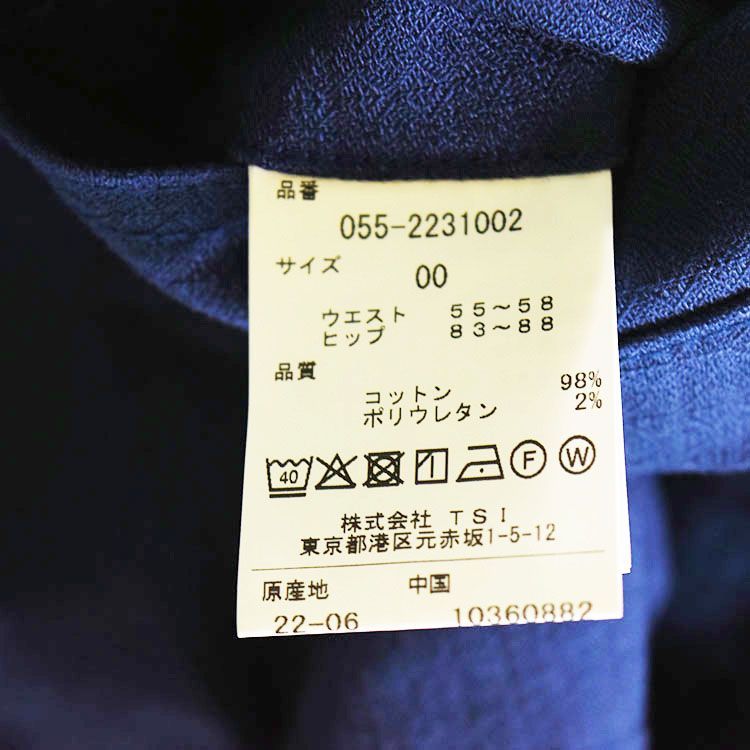 品番
055-2231002
サイズ
00
ウエスト 55～58
ヒップ 83～88
品質
コットン 98%
ポリウレタン 2%
40 F W
株式会社 TSI
東京都港区元赤坂1-5-12
原産地 中国
22-06 10360882